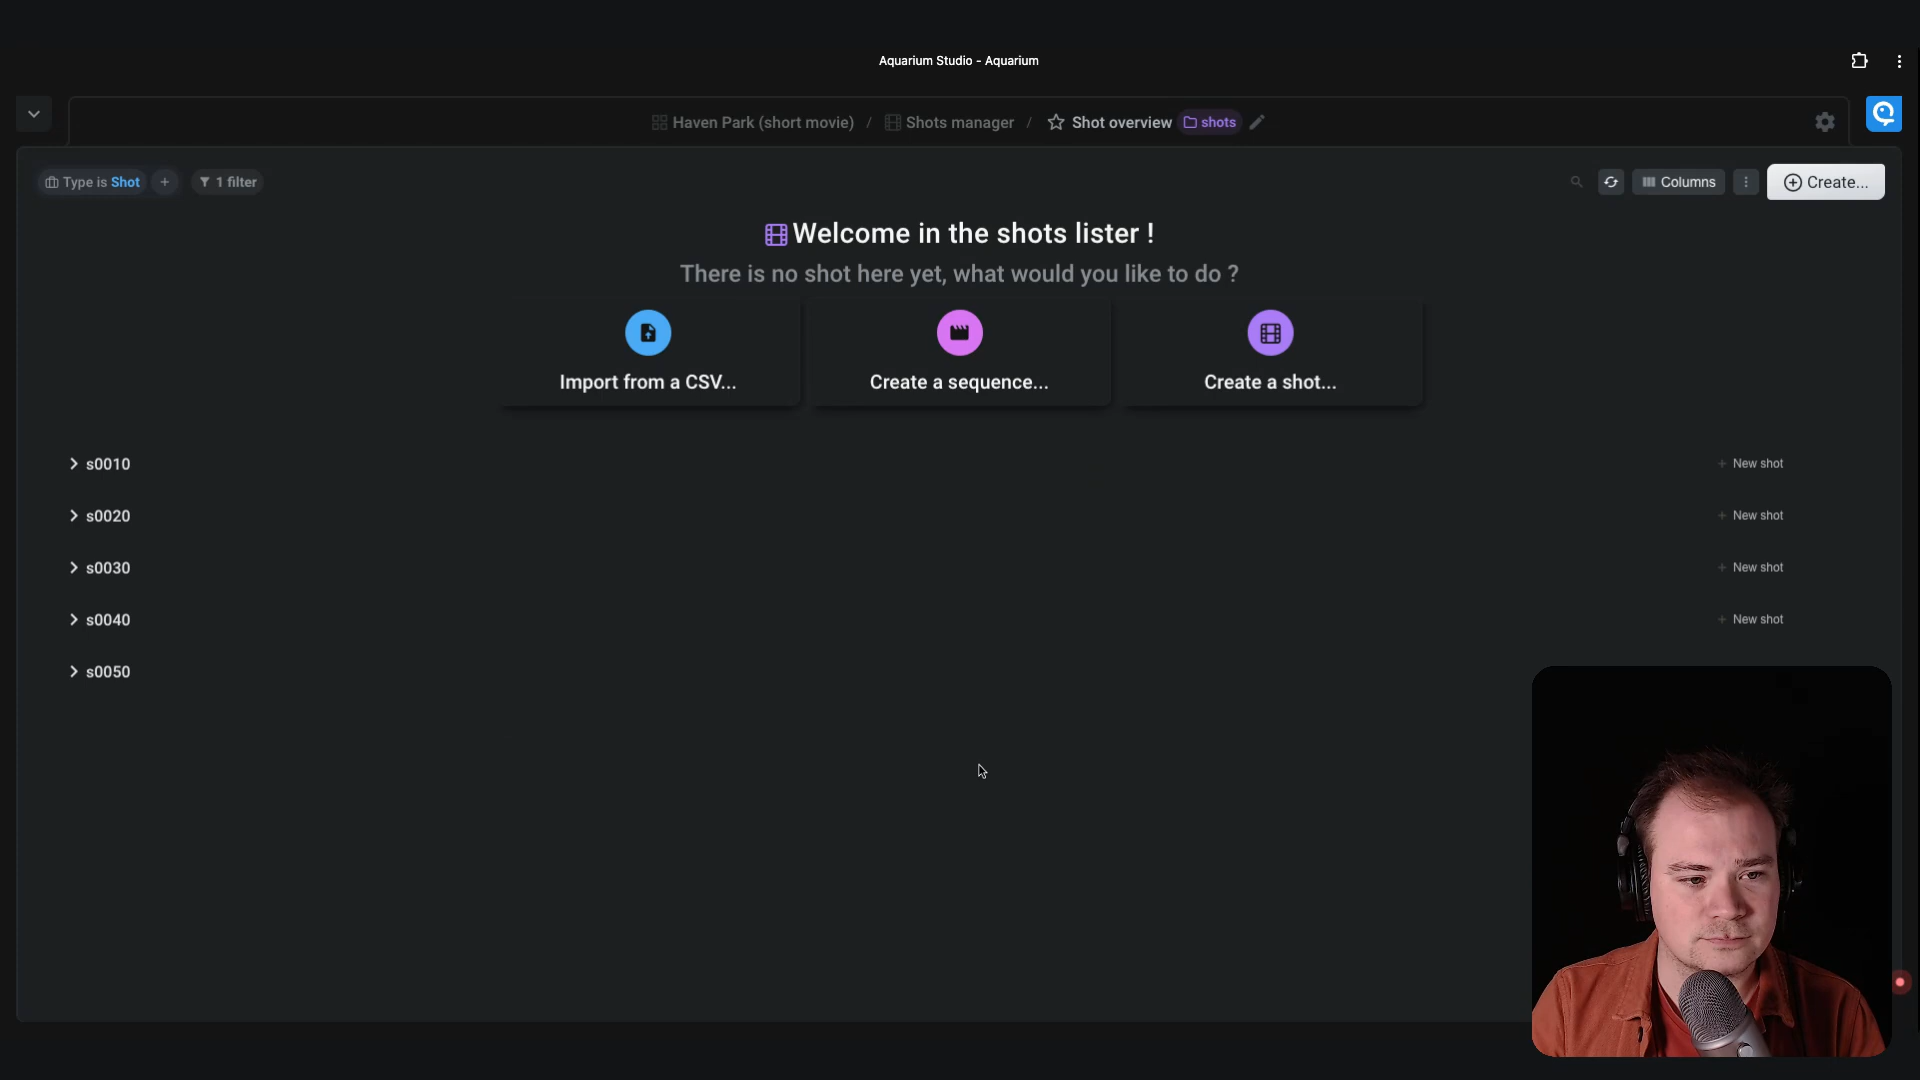 Aquarium Studio - Aquarium
Haven Park (short movie) / Shots manager / Shot overview shots
Type is Shot + 1 filter Columns Create...
Welcome in the shots lister !
There is no shot here yet, what would you like to do ?
Import from a CSV... Create a sequence... Create a shot...
s0010 + New shot
s0020 + New shot
s0030 + New shot
s0040 + New shot
s0050